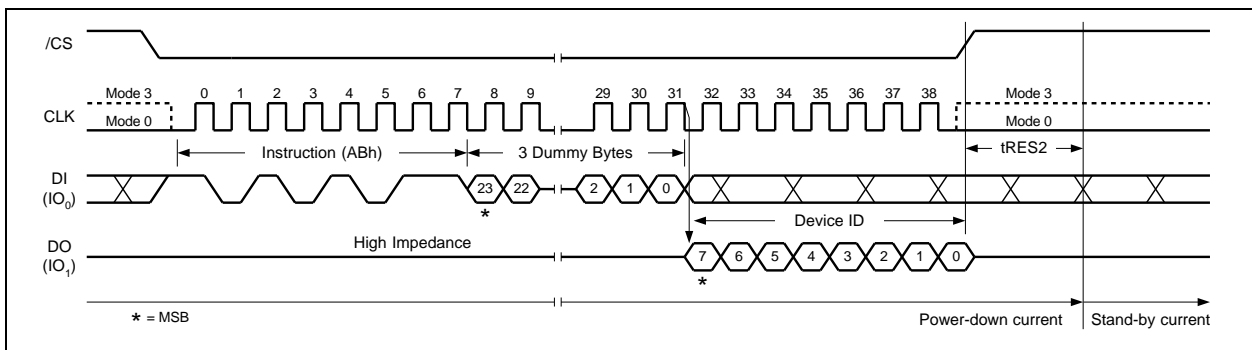 /CS
Mode 3 0 1 2 3 4 5 6 7 8 9 29 30 31 32 33 34 35 36 37 38 Mode 3
CLK
Mode 0 Mode 0
Instruction (ABh) 3 Dummy Bytes tRES2
DI
(IO0)
23 22 2 1 0
*
Device ID
High Impedance
DO
(IO1)
7 6 5 4 3 2 1 0
*
* = MSB
Power-down current Stand-by current